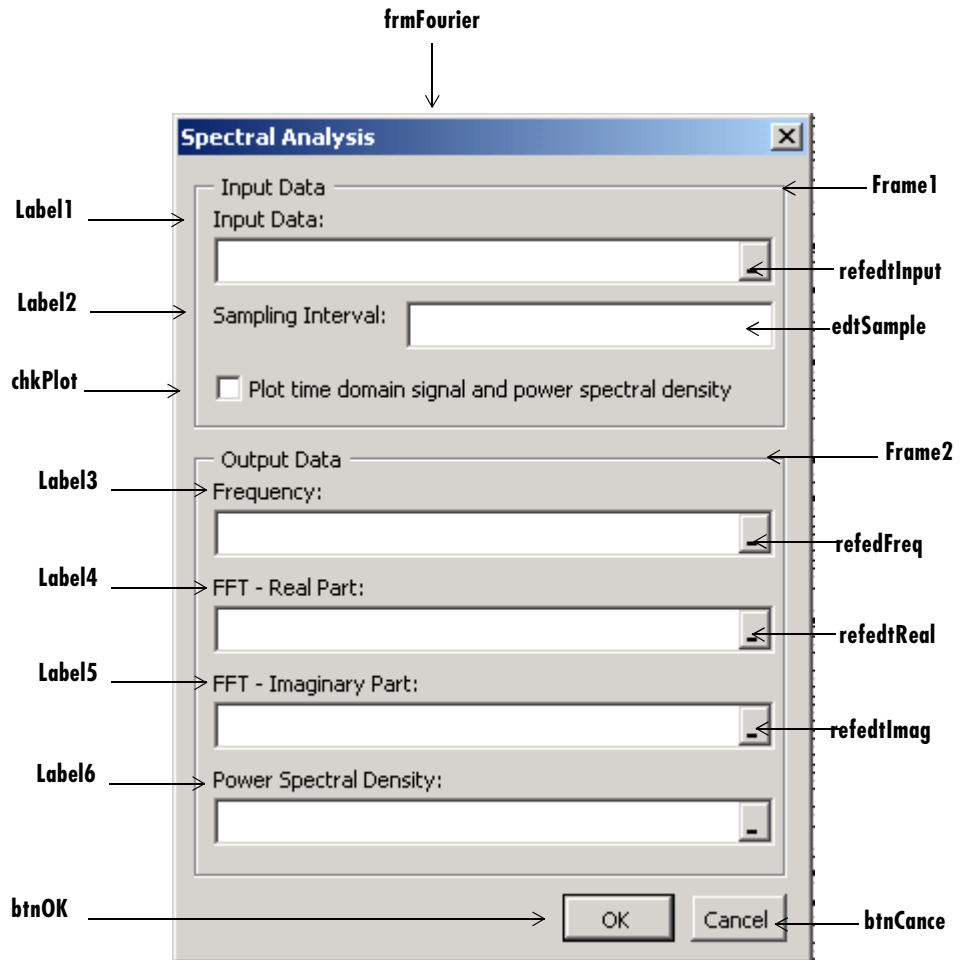 frmFourier
Spectral Analysis
Input Data
Frame1
Label1
Input Data:
refedtInput
Label2
Sampling Interval:
edtSample
chkPlot
Plot time domain signal and power spectral density
Output Data
Frame2
Label3
Frequency:
refedFreq
Label4
FFT - Real Part:
refedtReal
Label5
FFT - Imaginary Part:
refedtImag
Label6
Power Spectral Density:
btnOK
OK
Cancel
btnCance